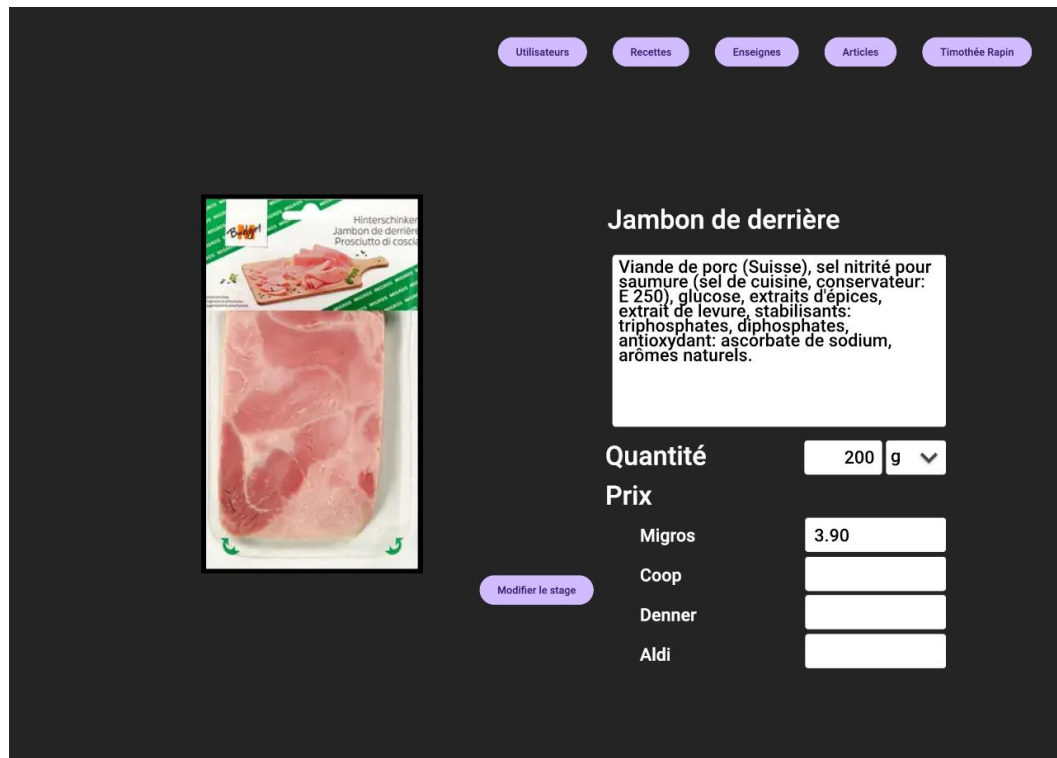 Utilisateurs
Recettes
Enseignes
Articles
Timothée Rapin
Hinterschinken
Jambon de derrière
Prosciutto di coscia
Jambon de derrière
Viande de porc (Suisse), sel nitrité pour
saumure (sel de cuisine, conservateur:
E 250), glucose, extraits d'épices,
extrait de levure, stabilisants:
triphosphates, diphosphates,
antioxydant: ascorbate de sodium,
arômes naturels.
Quantité
200 g
Prix
Migros 3.90
Modifier le stage
Coop
Denner
Aldi